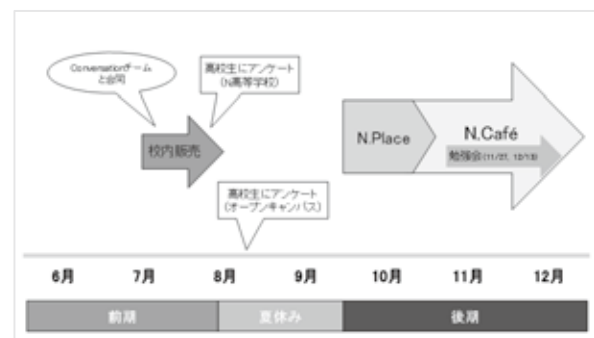 Conversationチーム
と合同
高校生にアンケート
(N高等学校)
校内販売
高校生にアンケート
(オープンキャンパス)
N.Place
N.Café
勉強会(11/27, 12/13)
6月
7月
8月
9月
10月
11月
12月
前期
夏休み
後期